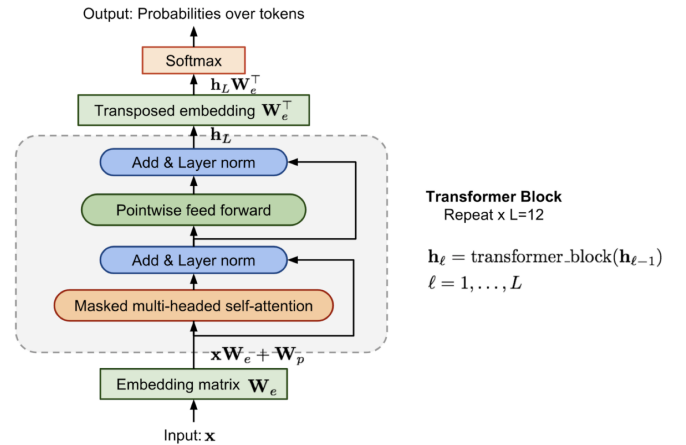 Output: Probabilities over tokens
Softmax
𝐡_L 𝐖_e^⊤
Transposed embedding 𝐖_e^⊤
𝐡_L
Add & Layer norm
Pointwise feed forward
Add & Layer norm
Masked multi-headed self-attention
𝐱𝐖_e + 𝐖_p
Embedding matrix 𝐖_e
Input: 𝐱
Transformer Block
Repeat x L=12
𝐡_ℓ = transformer_block(𝐡_{ℓ−1})
ℓ = 1, . . . , L